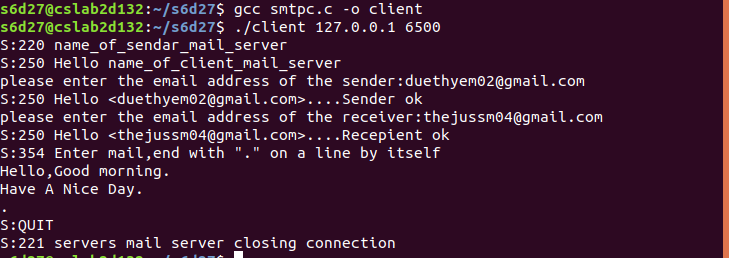 s6d27@cslab2d132:~/s6d27$ gcc smtpc.c -o client
s6d27@cslab2d132:~/s6d27$ ./client 127.0.0.1 6500
S:220 name_of_sendar_mail_server
S:250 Hello name_of_client_mail_server
please enter the email address of the sender:duethyem02@gmail.com
S:250 Hello <duethyem02@gmail.com>....Sender ok
please enter the email address of the receiver:thejussm04@gmail.com
S:250 Hello <thejussm04@gmail.com>....Recepient ok
S:354 Enter mail,end with "." on a line by itself
Hello,Good morning.
Have A Nice Day.
.
S:QUIT
S:221 servers mail server closing connection
s6d27@cslab2d132:~/s6d27$